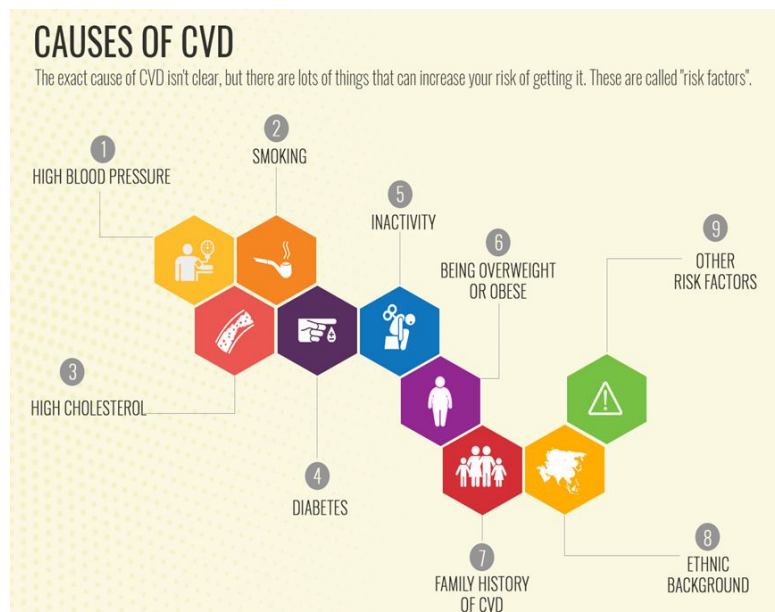 CAUSES OF CVD
The exact cause of CVD isn't clear, but there are lots of things that can increase your risk of getting it. These are called "risk factors".
1
HIGH BLOOD PRESSURE
2
SMOKING
3
HIGH CHOLESTEROL
4
DIABETES
5
INACTIVITY
6
BEING OVERWEIGHT
OR OBESE
7
FAMILY HISTORY
OF CVD
8
ETHNIC
BACKGROUND
9
OTHER
RISK FACTORS